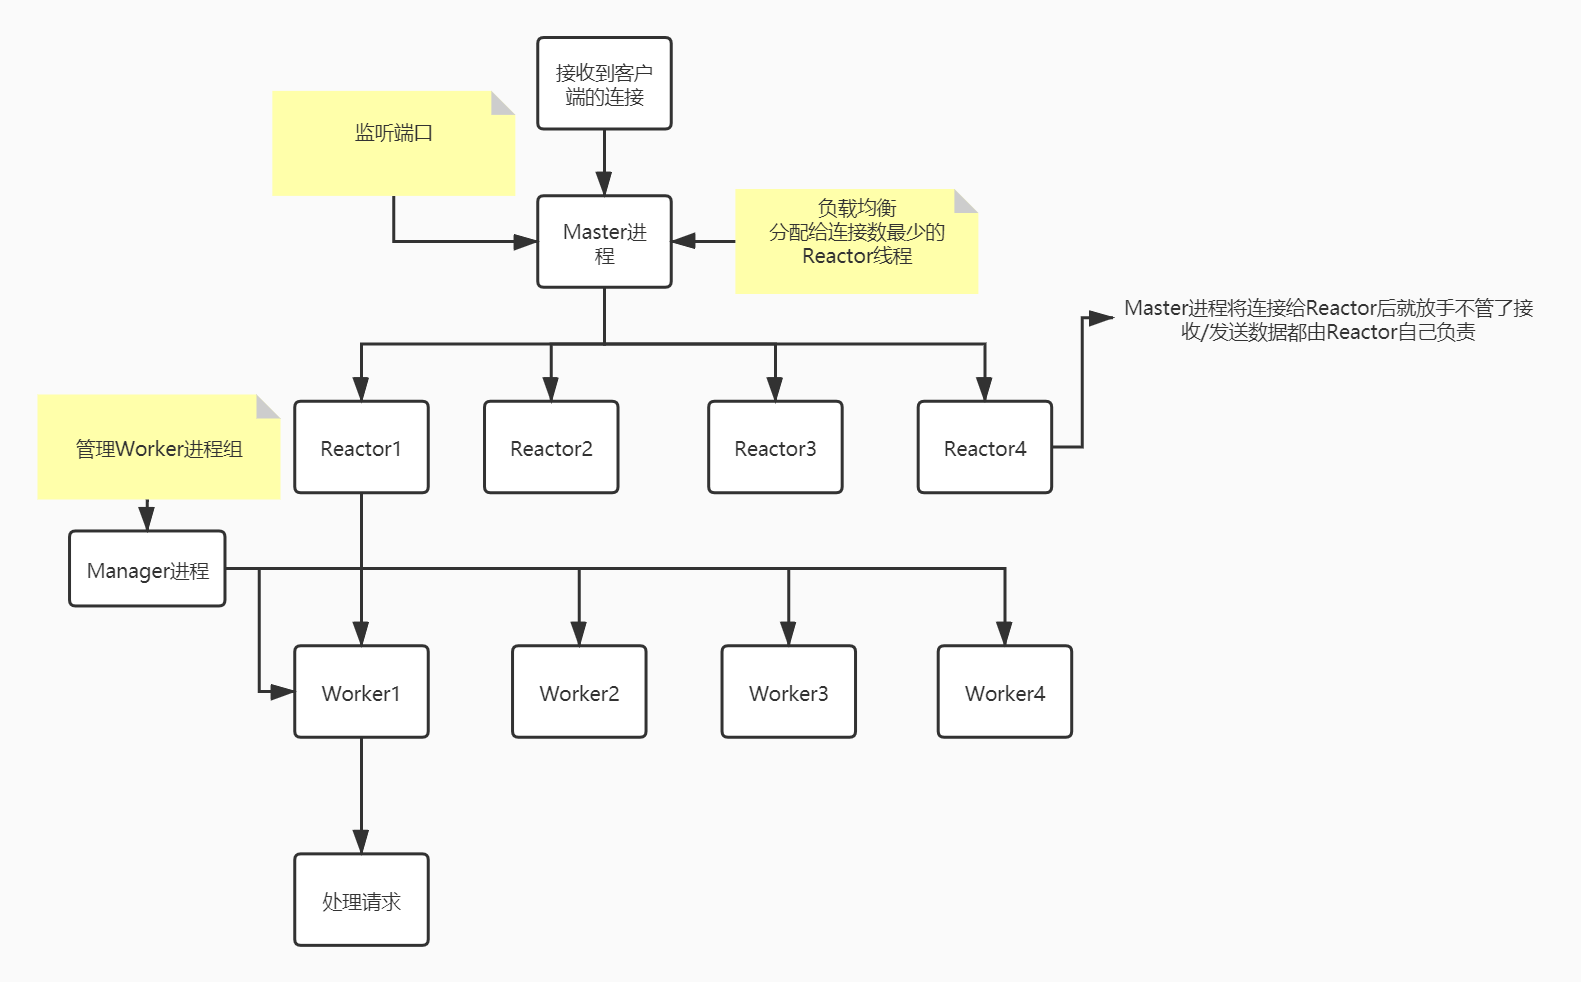 接收到客户
端的连接
监听端口
负载均衡
分配给连接数最少的
Reactor线程
Master进
程
Master进程将连接给Reactor后就放手不管了接
收/发送数据都由Reactor自己负责
管理Worker进程组
Reactor1
Reactor2
Reactor3
Reactor4
Manager进程
Worker1
Worker2
Worker3
Worker4
处理请求